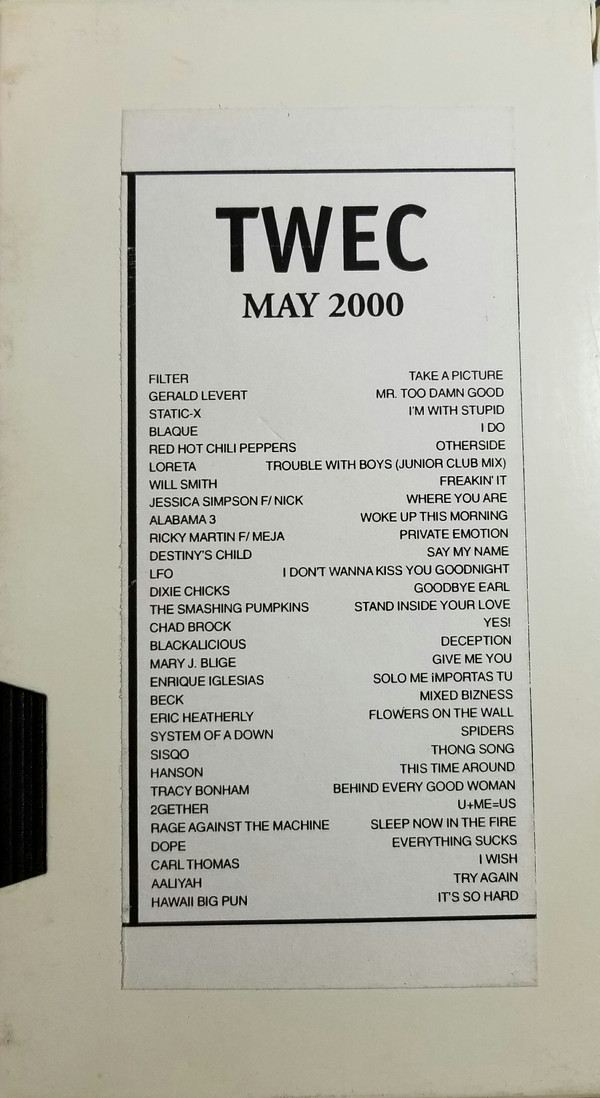 TWEC
MAY 2000
FILTER TAKE A PICTURE
GERALD LEVERT MR. TOO DAMN GOOD
STATIC-X I'M WITH STUPID
BLAQUE I DO
RED HOT CHILI PEPPERS OTHERSIDE
LORETA TROUBLE WITH BOYS (JUNIOR CLUB MIX)
WILL SMITH FREAKIN' IT
JESSICA SIMPSON F/ NICK WHERE YOU ARE
ALABAMA 3 WOKE UP THIS MORNING
RICKY MARTIN F/ MEJA PRIVATE EMOTION
DESTINY'S CHILD SAY MY NAME
LFO I DON'T WANNA KISS YOU GOODNIGHT
DIXIE CHICKS GOODBYE EARL
THE SMASHING PUMPKINS STAND INSIDE YOUR LOVE
CHAD BROCK YES!
BLACKALICIOUS DECEPTION
MARY J. BLIGE GIVE ME YOU
ENRIQUE IGLESIAS SOLO ME iMPORTAS TU
BECK MIXED BIZNESS
ERIC HEATHERLY FLOWERS ON THE WALL
SYSTEM OF A DOWN SPIDERS
SISQO THONG SONG
HANSON THIS TIME AROUND
TRACY BONHAM BEHIND EVERY GOOD WOMAN
2GETHER U+ME=US
RAGE AGAINST THE MACHINE SLEEP NOW IN THE FIRE
DOPE EVERYTHING SUCKS
CARL THOMAS I WISH
AALIYAH TRY AGAIN
HAWAII BIG PUN IT'S SO HARD